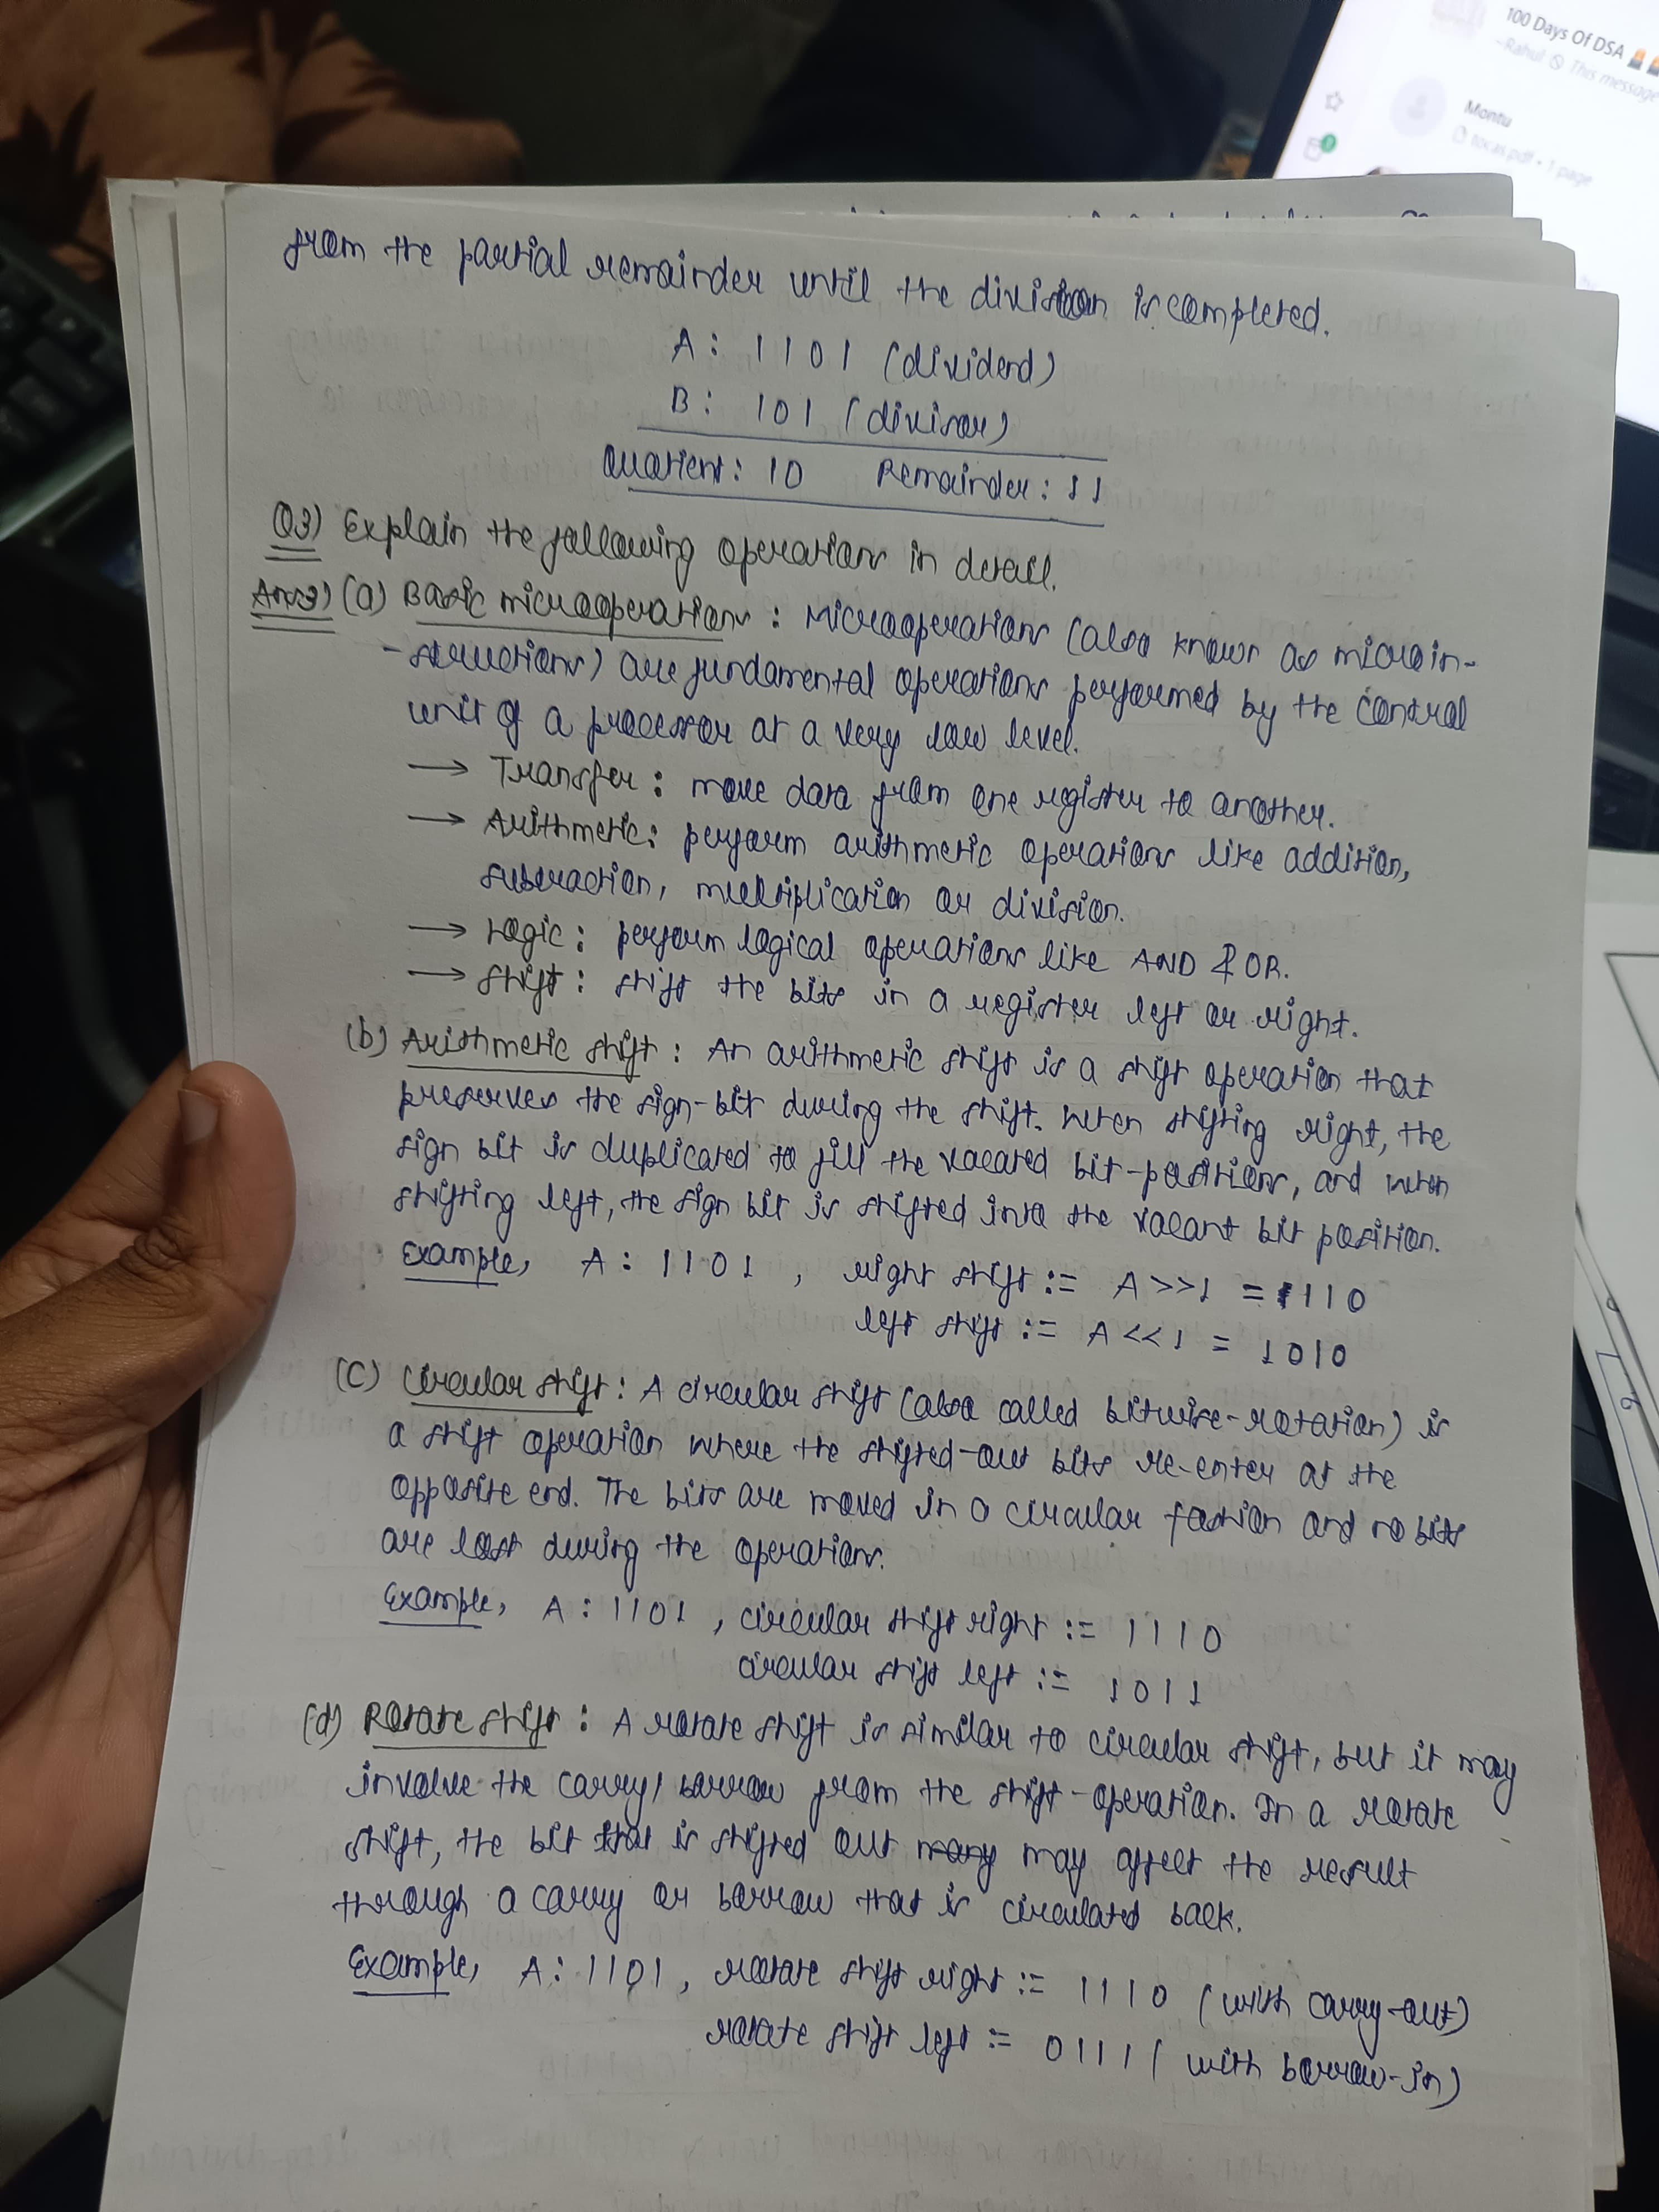 100 Days Of DSA
~Rahul This message
Montu
tocas.pdf • 1 page
from the partial remainder until the division is completed.
A : 1101 (dividend)
B : 101 (divisor)
Quotient : 10 Remainder : 11
Q3) Explain the following operations in detail.
Ans3) (a) Basic microoperations : Microoperations (also known as microin-
-structions) are fundamental operations performed by the control
unit of a processor at a very low level.
→ Transfer : move data from one register to another.
→ Arithmetic : perform arithmetic operations like addition,
subtraction, multiplication or division.
→ Logic : perform logical operations like AND & OR.
→ Shift : shift the bits in a register left or right.
(b) Arithmetic shift : An arithmetic shift is a shift operation that
preserves the sign-bit during the shift. When shifting right, the
sign bit is duplicated to fill the vacated bit-positions, and when
shifting left, the sign bit is shifted into the vacant bit position.
Example, A : 1101 , right shift := A >>1 = 1110
left shift := A <<1 = 1010
(c) Circular shift : A circular shift (also called bitwise-rotation) is
a shift operation where the shifted-out bits re-enter at the
opposite end. The bits are moved in a circular fashion and no bits
are lost during the operations.
Example, A : 1101 , circular shift right := 1110
circular shift left := 1011
(d) Rotate shift : A rotate shift is similar to circular shift, but it may
involve the carry/borrow from the shift-operation. In a rotate
shift, the bit that is shifted out many may affect the result
through a carry or borrow that is circulated back.
Example, A : 1101 , rotate shift right := 1110 (with carry-out)
rotate shift left := 0111 (with borrow-in)